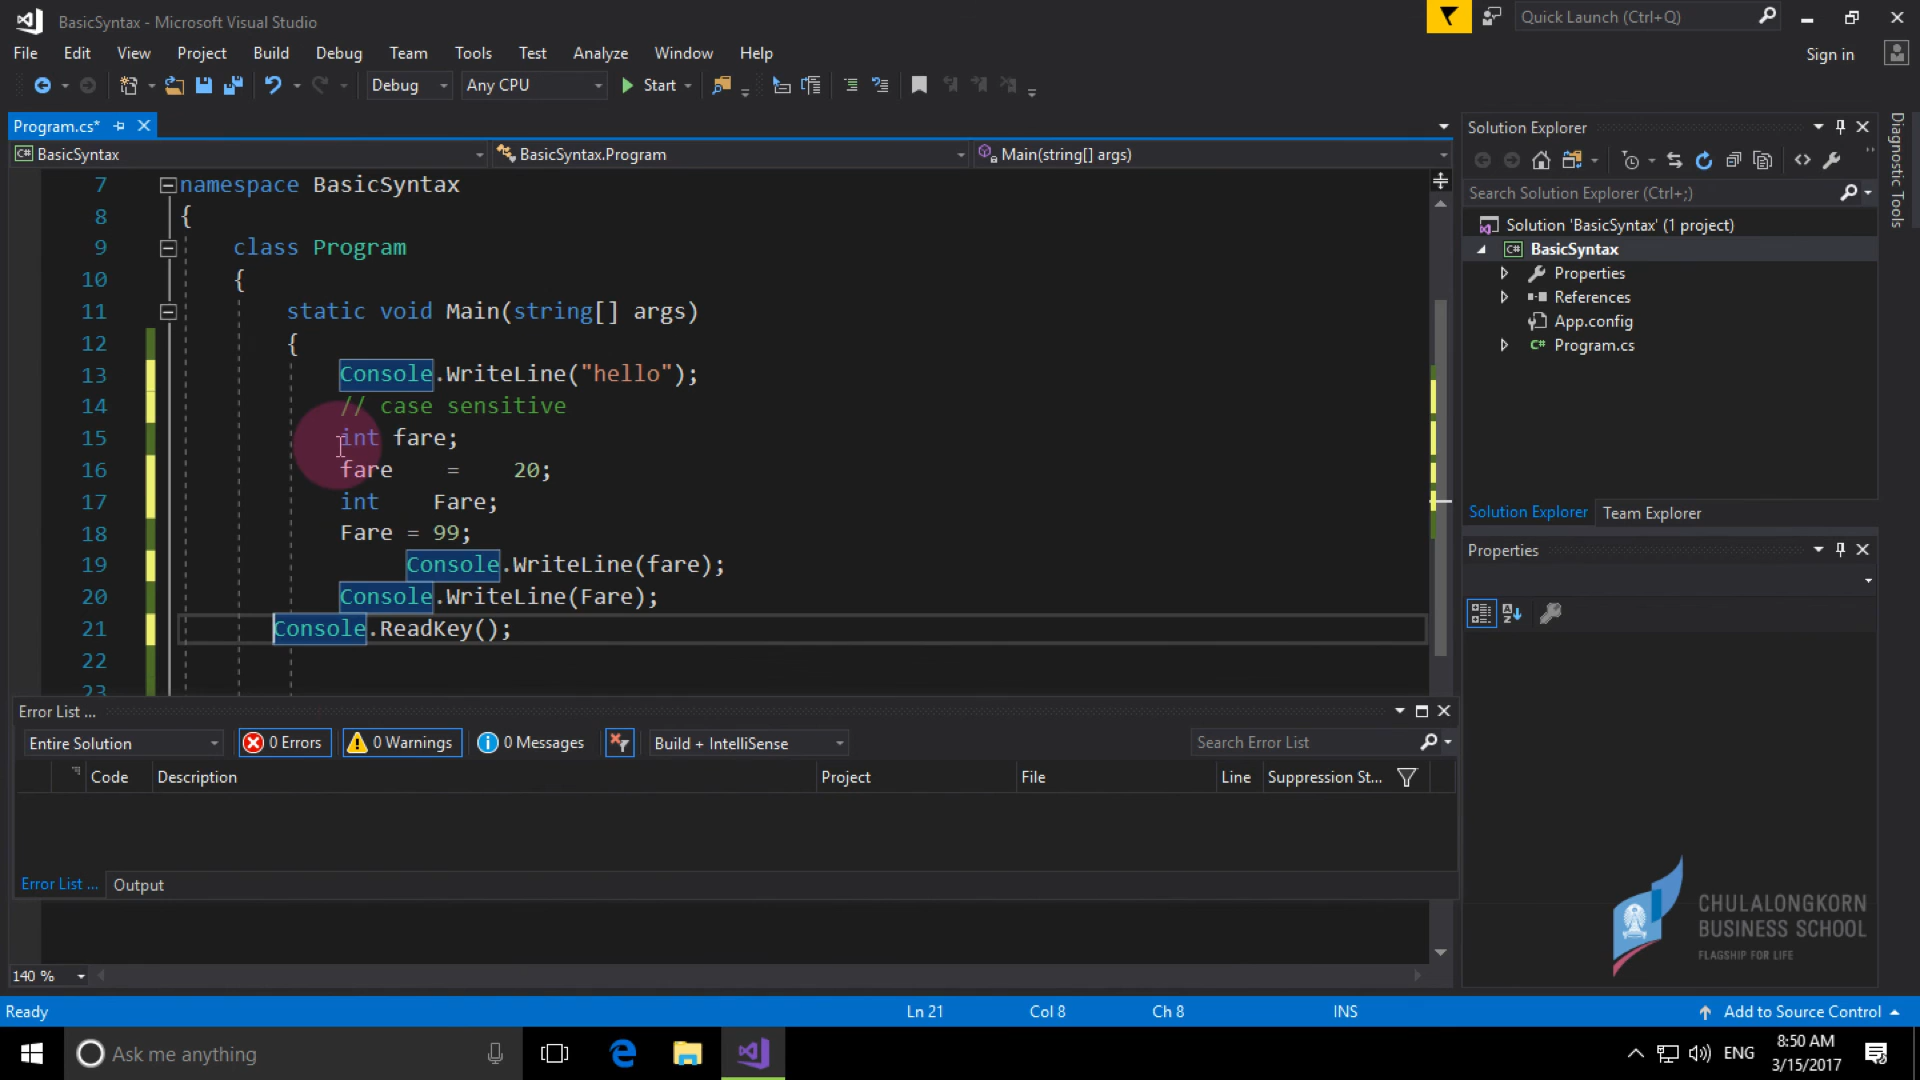 BasicSyntax - Microsoft Visual Studio
Quick Launch (Ctrl+Q)
File Edit View Project Build Debug Team Tools Test Analyze Window Help
Sign in
Debug Any CPU Start
Program.cs*
BasicSyntax BasicSyntax.Program Main(string[] args)
7 namespace BasicSyntax
8 {
9 class Program
10 {
11 static void Main(string[] args)
12 {
13 Console.WriteLine("hello");
14 // case sensitive
15 int fare;
16 fare = 20;
17 int Fare;
18 Fare = 99;
19 Console.WriteLine(fare);
20 Console.WriteLine(Fare);
21 Console.ReadKey();
22
23
Solution Explorer
Search Solution Explorer (Ctrl+;)
Solution 'BasicSyntax' (1 project)
BasicSyntax
Properties
References
App.config
Program.cs
Solution Explorer Team Explorer
Properties
Diagnostic Tools
Error List ...
Entire Solution 0 Errors 0 Warnings 0 Messages Build + IntelliSense Search Error List
Code Description Project File Line Suppression St...
Error List ... Output
140 %
CHULALONGKORN
BUSINESS SCHOOL
FLAGSHIP FOR LIFE
Ready Ln 21 Col 8 Ch 8 INS Add to Source Control
Ask me anything
ENG
8:50 AM
3/15/2017